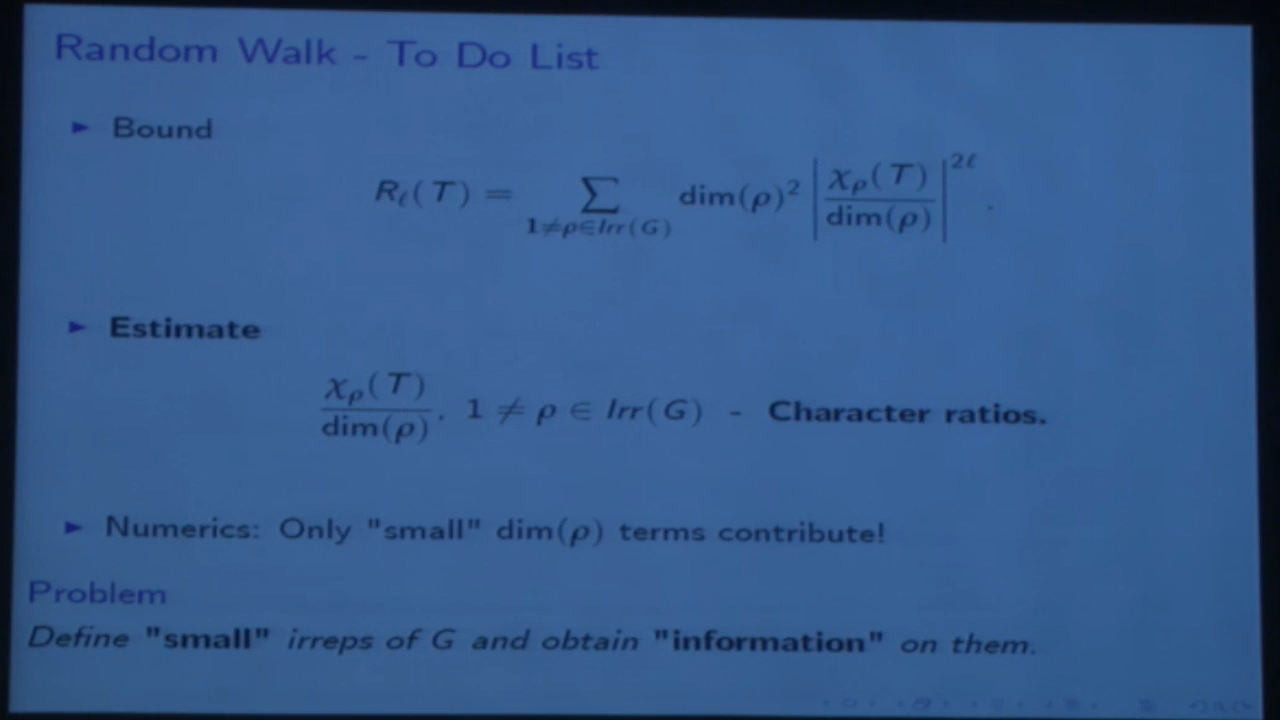 Random Walk - To Do List
► Bound
R_ℓ(T) = ∑_{1≠ρ∈Irr(G)} dim(ρ)² |χ_ρ(T)/dim(ρ)|^{2ℓ} .
► Estimate
χ_ρ(T)/dim(ρ) . 1 ≠ ρ ∈ Irr(G) - Character ratios.
► Numerics: Only "small" dim(ρ) terms contribute!
Problem
Define "small" irreps of G and obtain "information" on them.